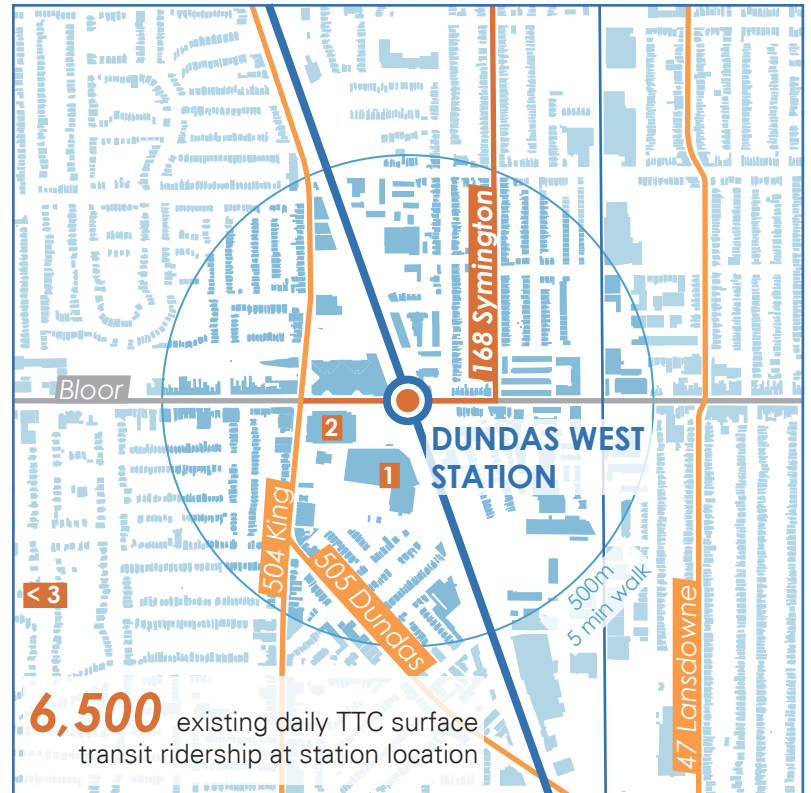 168 Symington
Bloor
2
DUNDAS WEST
STATION
1
504 King
505 Dundas
500m
5 min walk
< 3
47 Lansdowne
6,500 existing daily TTC surface
transit ridership at station location